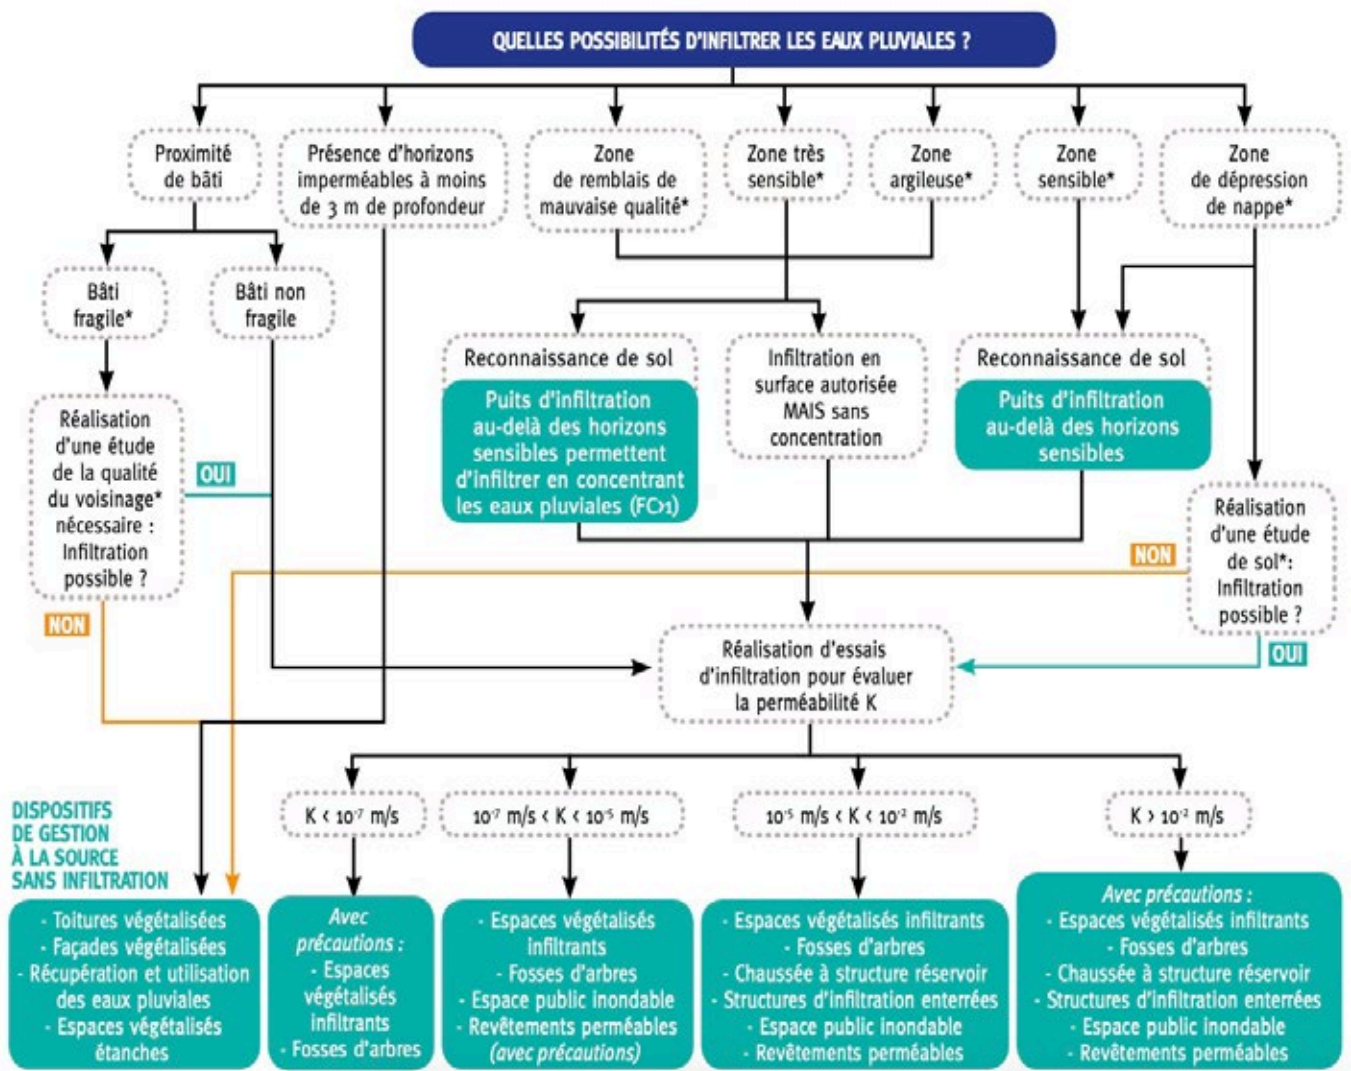 QUELLES POSSIBILITÉS D'INFILTRER LES EAUX PLUVIALES ?
Proximité
de bâti
Présence d'horizons
imperméables à moins
de 3 m de profondeur
Zone
de remblais de
mauvaise qualité*
Zone très
sensible*
Zone
argileuse*
Zone
sensible*
Zone
de dépression
de nappe*
Bâti
fragile*
Bâti non
fragile
Reconnaissance de sol
Puits d'infiltration
au-delà des horizons
sensibles permettent
d'infiltrer en concentrant
les eaux pluviales (FC>1)
Infiltration en
surface autorisée
MAIS sans
concentration
Reconnaissance de sol
Puits d'infiltration
au-delà des horizons
sensibles
Réalisation
d'une étude
de la qualité
du voisinage*
nécessaire :
Infiltration
possible ?
OUI
NON
Réalisation
d'une étude
de sol*:
Infiltration
possible ?
NON
OUI
Réalisation d'essais
d'infiltration pour évaluer
la perméabilité K
K < 10⁻⁷ m/s
10⁻⁷ m/s < K < 10⁻⁵ m/s
10⁻⁵ m/s < K < 10⁻² m/s
K > 10⁻² m/s
DISPOSITIFS
DE GESTION
À LA SOURCE
SANS INFILTRATION
- Toitures végétalisées
- Façades végétalisées
- Récupération et utilisation
des eaux pluviales
- Espaces végétalisés
étanches
Avec
précautions :
- Espaces
végétalisés
infiltrants
- Fosses d'arbres
- Espaces végétalisés
infiltrants
- Fosses d'arbres
- Espace public inondable
- Revêtements perméables
(avec précautions)
- Espaces végétalisés infiltrants
- Fosses d'arbres
- Chaussée à structure réservoir
- Structures d'infiltration enterrées
- Espace public inondable
- Revêtements perméables
Avec précautions :
- Espaces végétalisés infiltrants
- Fosses d'arbres
- Chaussée à structure réservoir
- Structures d'infiltration enterrées
- Espace public inondable
- Revêtements perméables